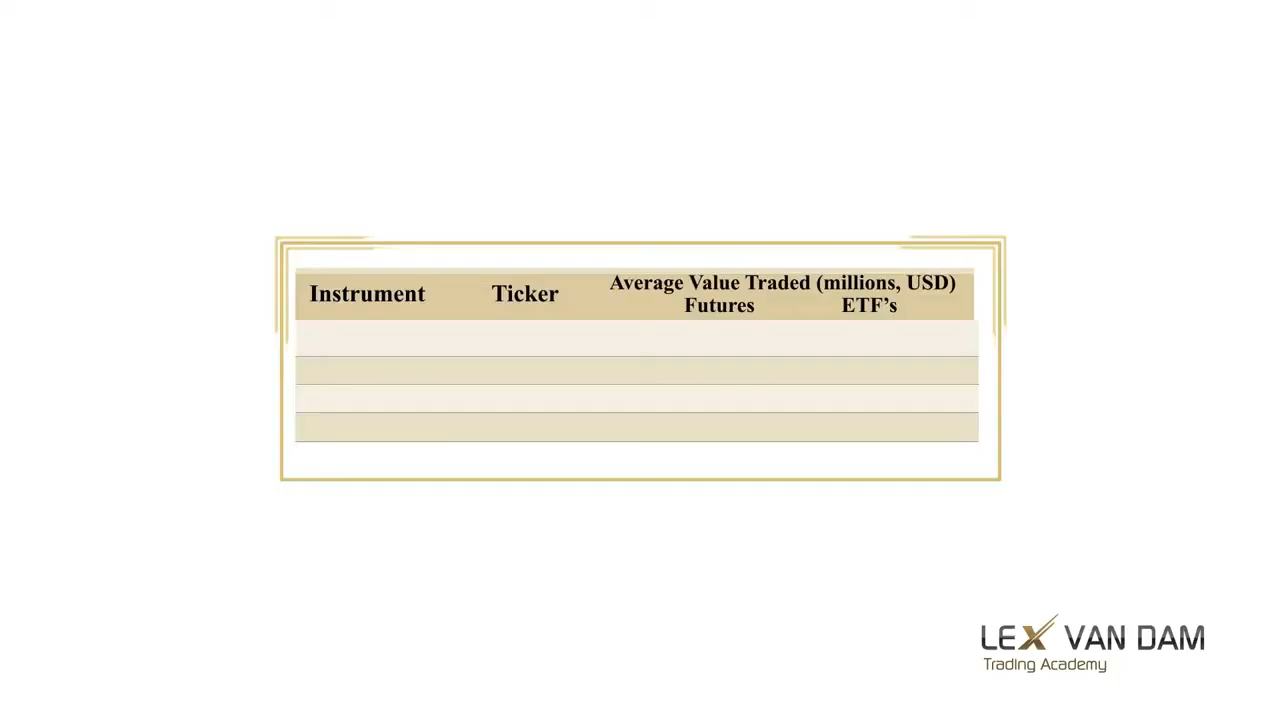 Instrument
Ticker
Average Value Traded (millions, USD)
Futures
ETF’s
LEX VAN DAM
Trading Academy